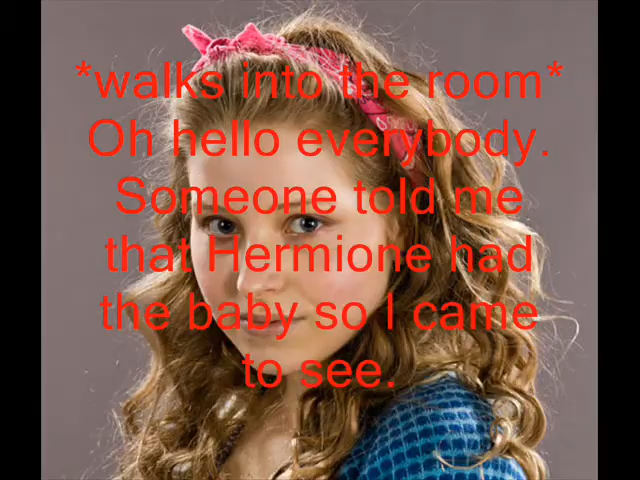 *walks into the room*
Oh hello everybody.
Someone told me
that Hermione had
the baby so I came
to see.